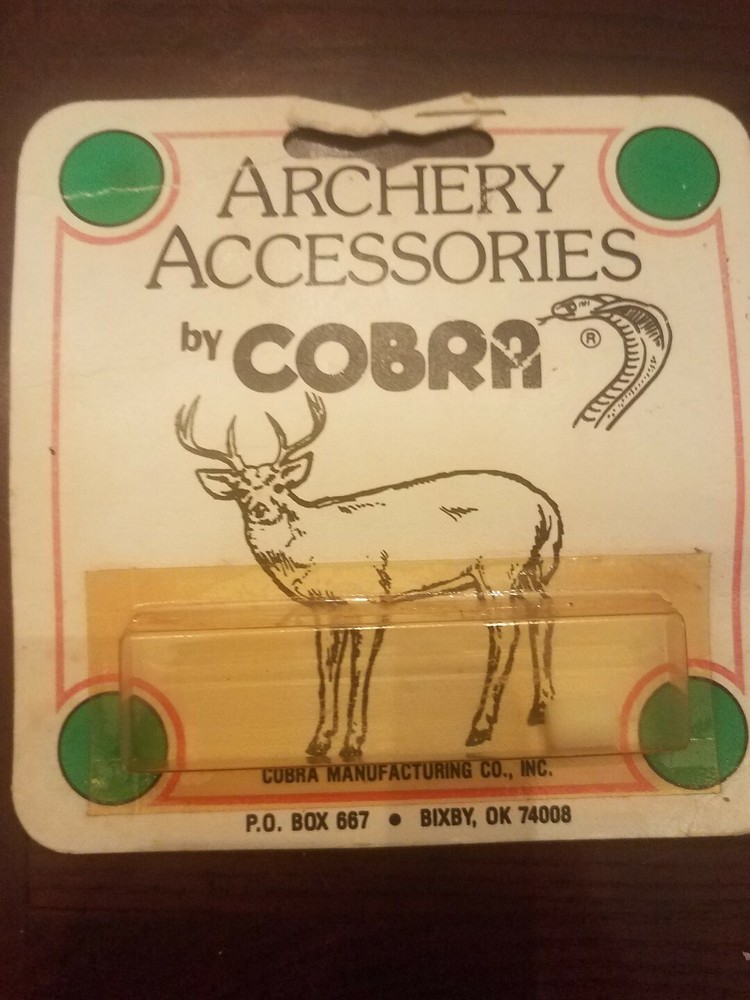 ARCHERY
ACCESSORIES
by COBRA ®
COBRA MANUFACTURING CO., INC.
P.O. BOX 667 • BIXBY, OK 74008